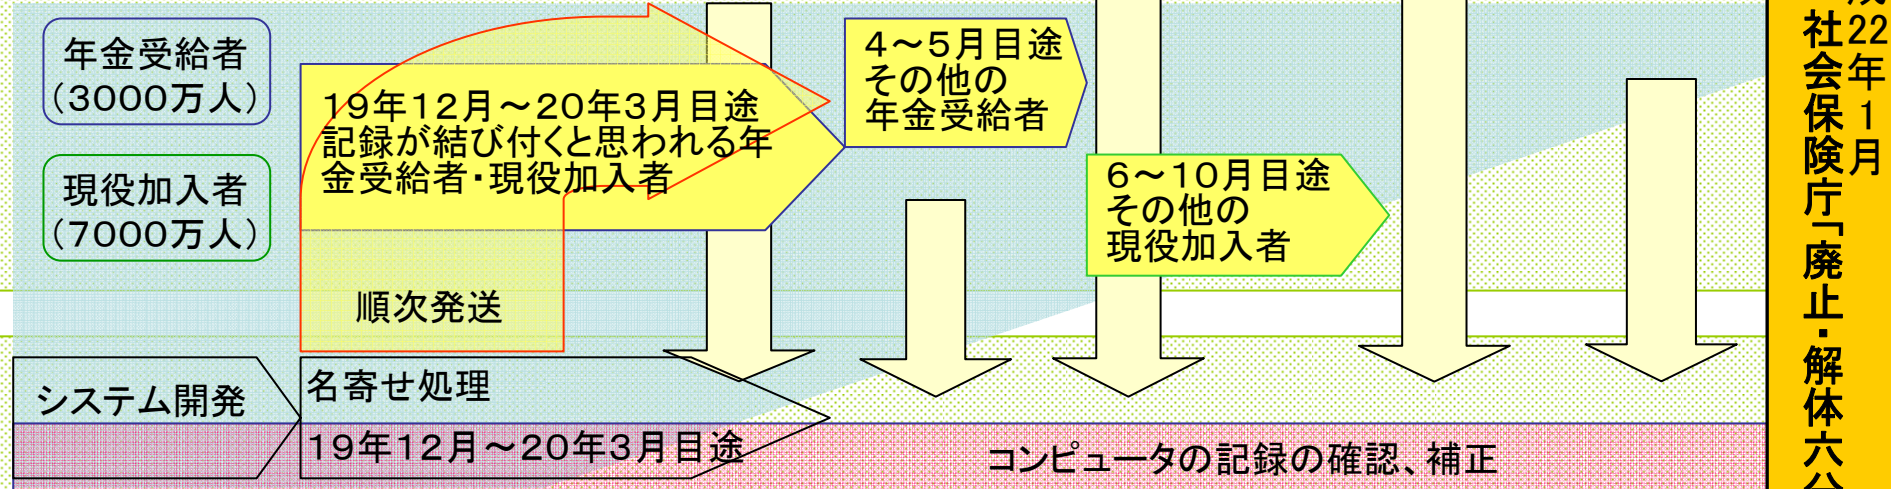 年金受給者
（3000万人）
現役加入者
（7000万人）
19年12月～20年3月目途
記録が結び付くと思われる年
金受給者・現役加入者
順次発送
4～5月目途
その他の
年金受給者
6～10月目途
その他の
現役加入者
システム開発
名寄せ処理
19年12月～20年3月目途
コンピュータの記録の確認、補正
成22年1月
社会保険庁「廃止・解体六分